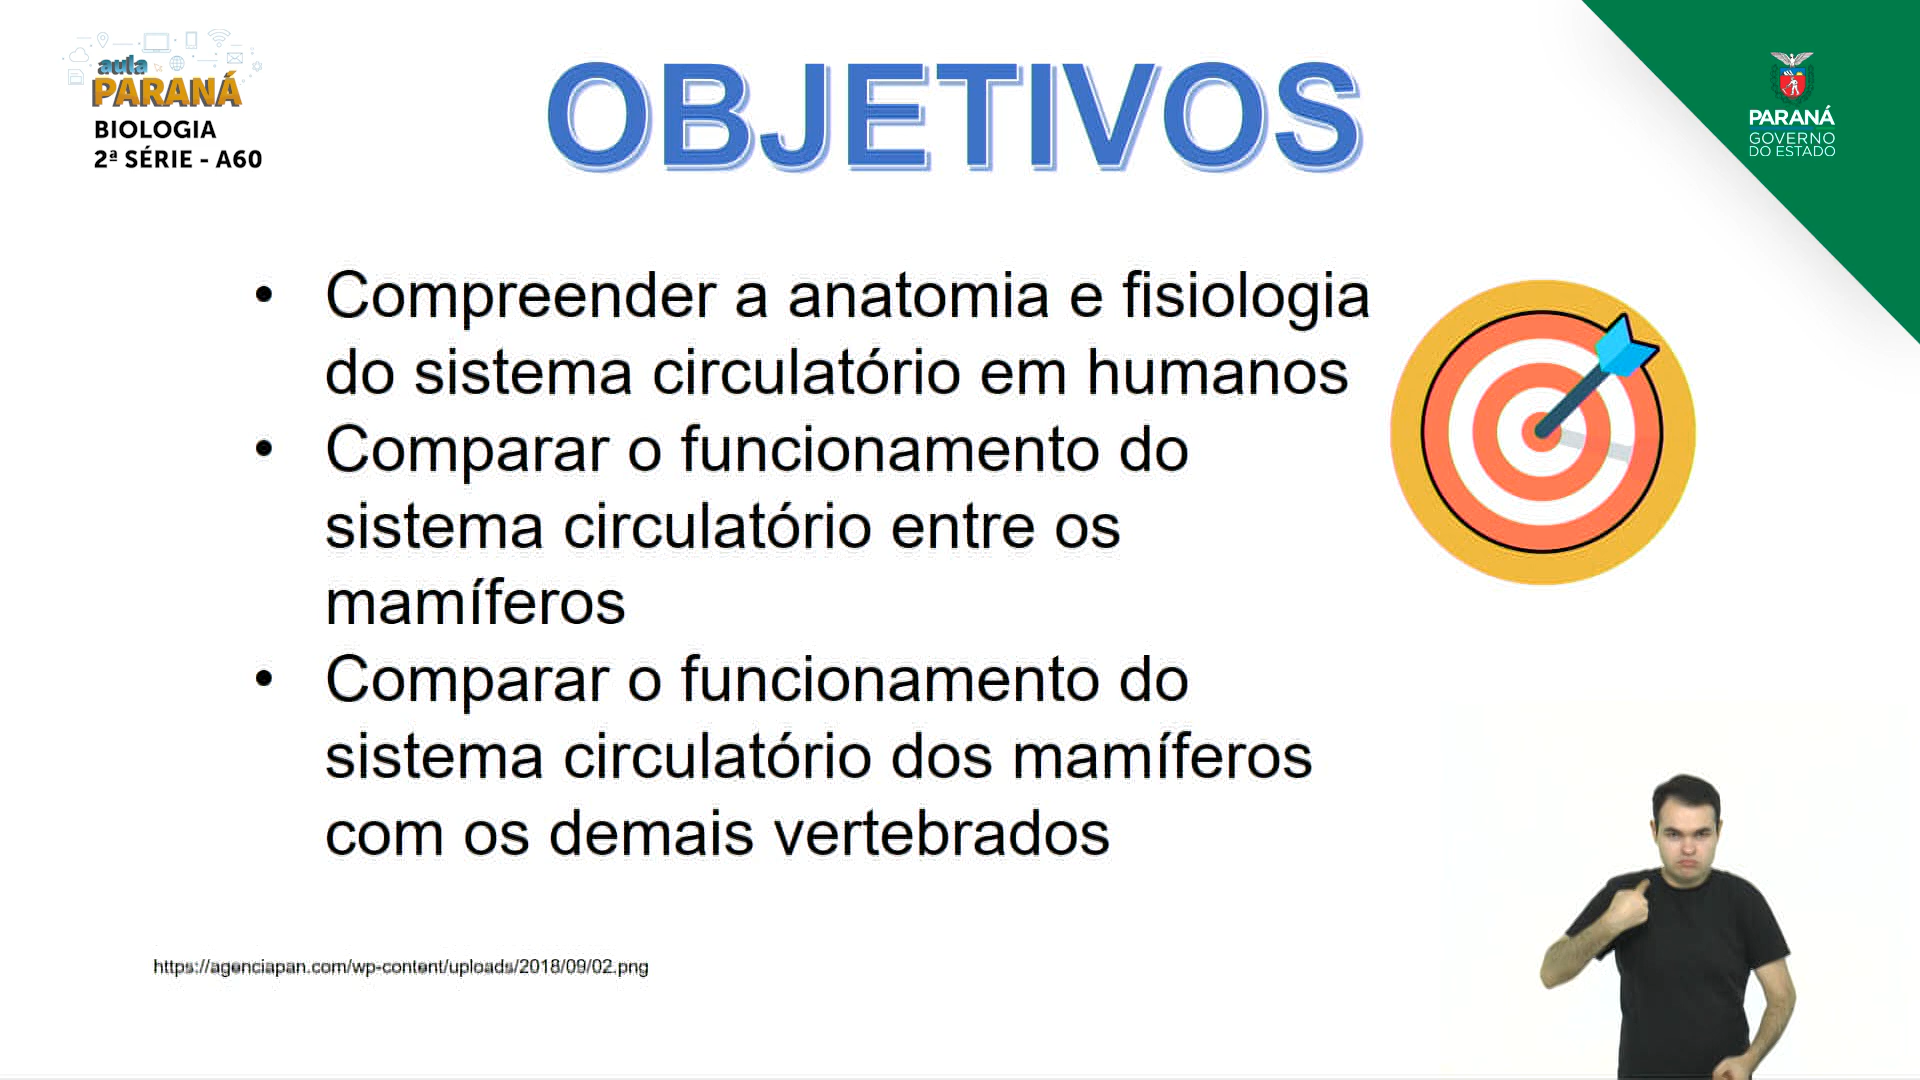 aula
PARANÁ
BIOLOGIA
2ª SÉRIE - A60
OBJETIVOS
PARANÁ
GOVERNO
DO ESTADO
• Compreender a anatomia e fisiologia
do sistema circulatório em humanos
• Comparar o funcionamento do
sistema circulatório entre os
mamíferos
• Comparar o funcionamento do
sistema circulatório dos mamíferos
com os demais vertebrados
https://agenciapan.com/wp-content/uploads/2018/09/02.png